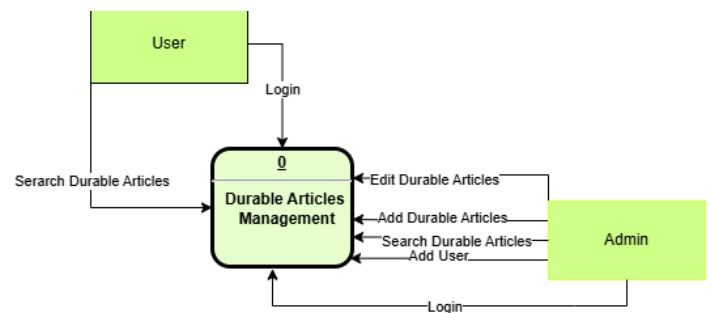 User
Login
0
Serarch Durable Articles
Durable Articles
Management
Edit Durable Articles
Add Durable Articles
Search Durable Articles
Add User
Admin
Login